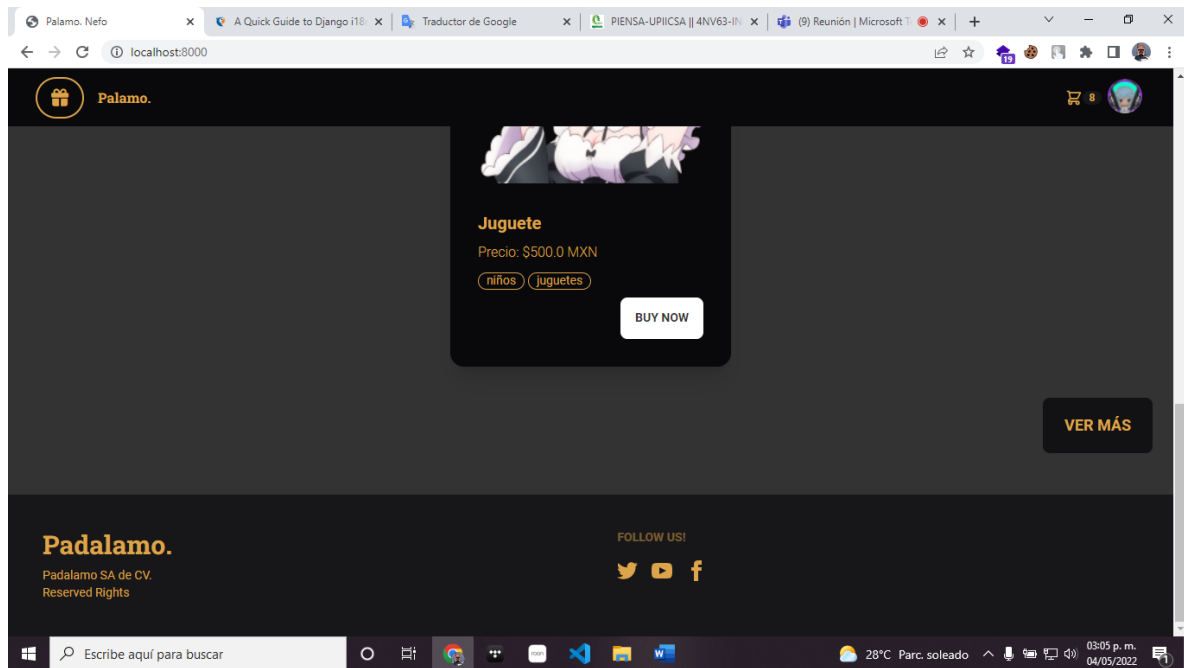 Palamo. Nefo
A Quick Guide to Django i18
Traductor de Google
PIENSA-UPIICSA || 4NV63-IN
(9) Reunión | Microsoft T
localhost:8000
19
Palamo.
8
Juguete
Precio: $500.0 MXN
niños juguetes
BUY NOW
VER MÁS
Padalamo.
Padalamo SA de CV.
Reserved Rights
FOLLOW US!
Escribe aquí para buscar
roon
W
28°C Parc. soleado
03:05 p. m.
04/05/2022
1